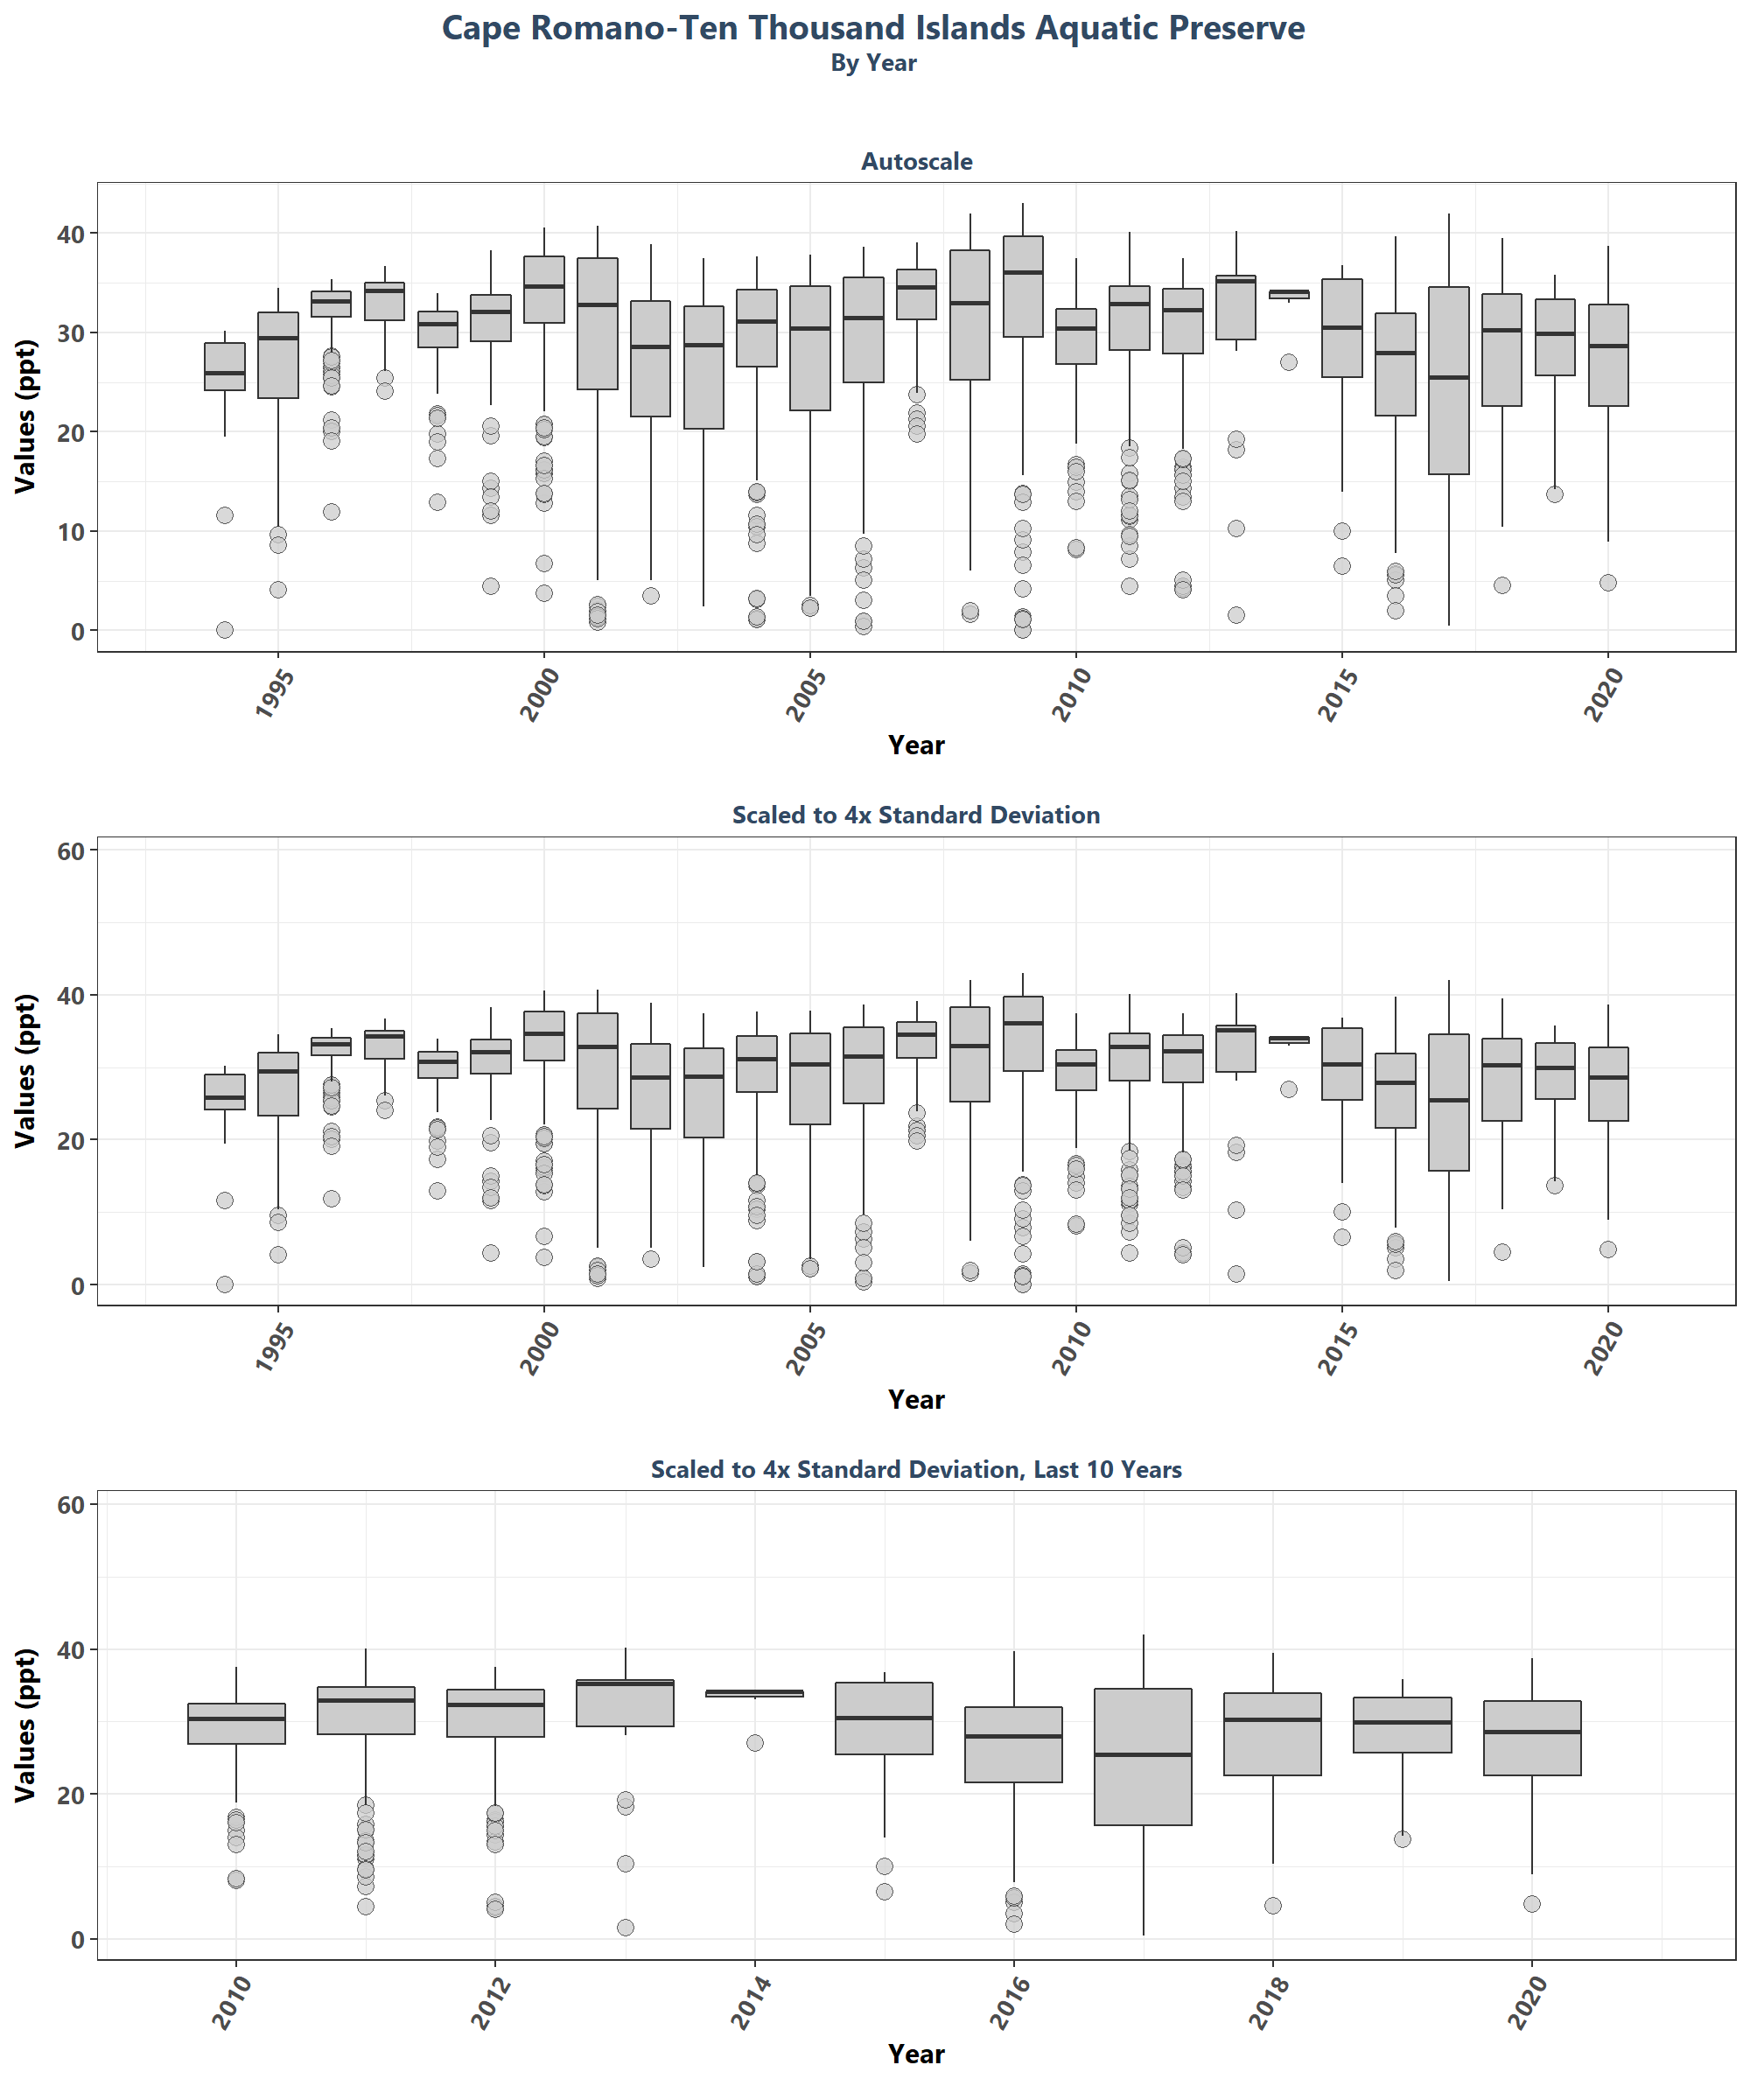 Cape Romano-Ten Thousand Islands Aquatic Preserve
By Year
Autoscale
Values (ppt)
40
30
20
10
0
1995
2000
2005
2010
2015
2020
Year
Scaled to 4x Standard Deviation
Values (ppt)
60
40
20
0
1995
2000
2005
2010
2015
2020
Year
Scaled to 4x Standard Deviation, Last 10 Years
Values (ppt)
60
40
20
0
2010
2012
2014
2016
2018
2020
Year